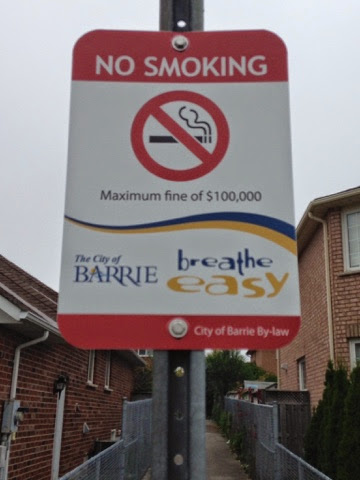 NO SMOKING
Maximum fine of $100,000
The City of
BARRIE
breathe
easy
City of Barrie By-law